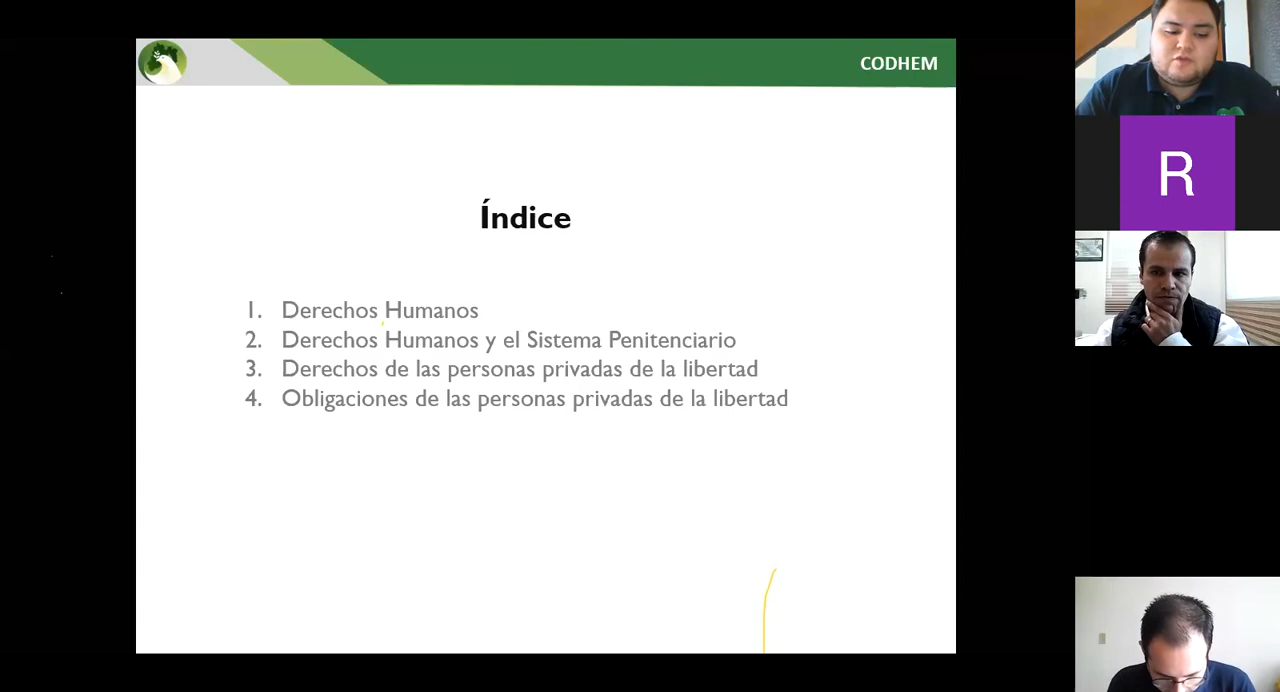 CODHEM
Índice
1. Derechos Humanos
2. Derechos Humanos y el Sistema Penitenciario
3. Derechos de las personas privadas de la libertad
4. Obligaciones de las personas privadas de la libertad
R